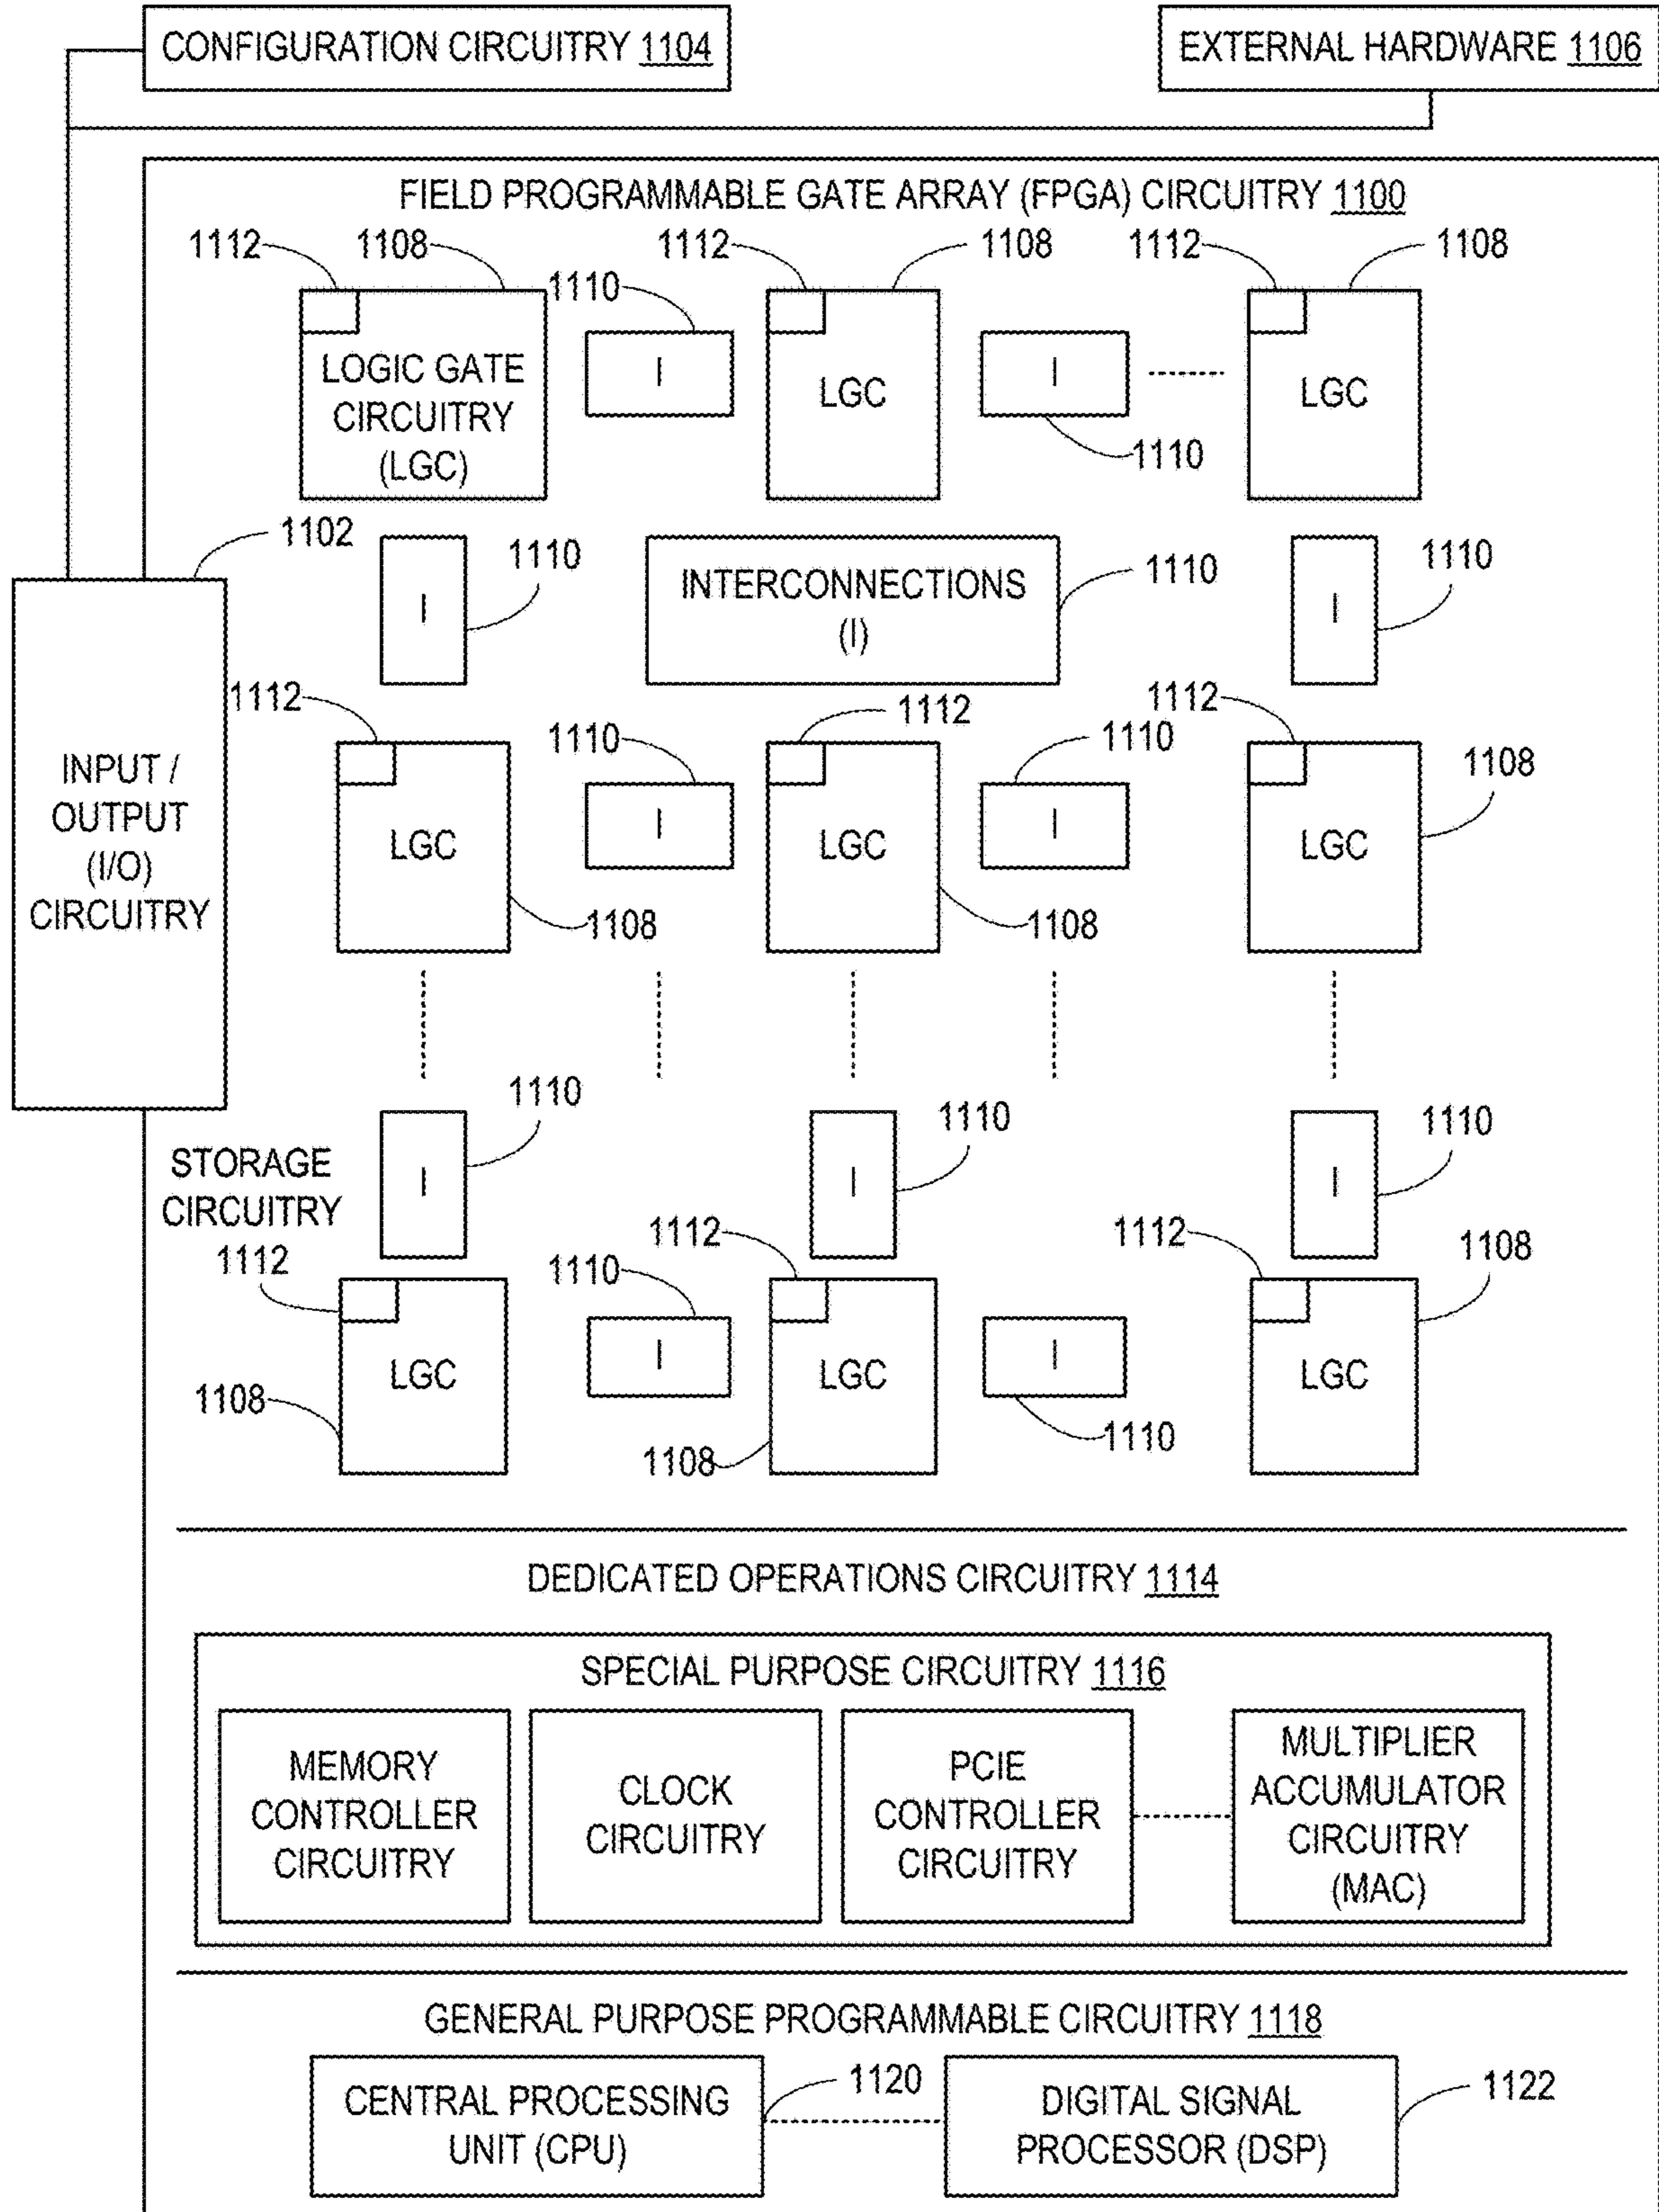 CONFIGURATION CIRCUITRY 1104
EXTERNAL HARDWARE 1106
FIELD PROGRAMMABLE GATE ARRAY (FPGA) CIRCUITRY 1100
1112
1108
1112
1108
1112
1108
1110
LOGIC GATE
CIRCUITRY
(LGC)
I
LGC
I
LGC
1110
1102
1110
1110
1110
I
INTERCONNECTIONS
(I)
I
1112
1112
1112
1110
1110
1108
INPUT /
OUTPUT
(I/O)
CIRCUITRY
LGC
I
LGC
I
LGC
1108
1108
1110
1110
1110
STORAGE
CIRCUITRY
1112
I
I
I
1112
1112
1108
1110
LGC
I
LGC
I
LGC
1108
1108
1110
DEDICATED OPERATIONS CIRCUITRY 1114
SPECIAL PURPOSE CIRCUITRY 1116
MEMORY
CONTROLLER
CIRCUITRY
CLOCK
CIRCUITRY
PCIE
CONTROLLER
CIRCUITRY
MULTIPLIER
ACCUMULATOR
CIRCUITRY
(MAC)
GENERAL PURPOSE PROGRAMMABLE CIRCUITRY 1118
CENTRAL PROCESSING
UNIT (CPU)
1120
DIGITAL SIGNAL
PROCESSOR (DSP)
1122